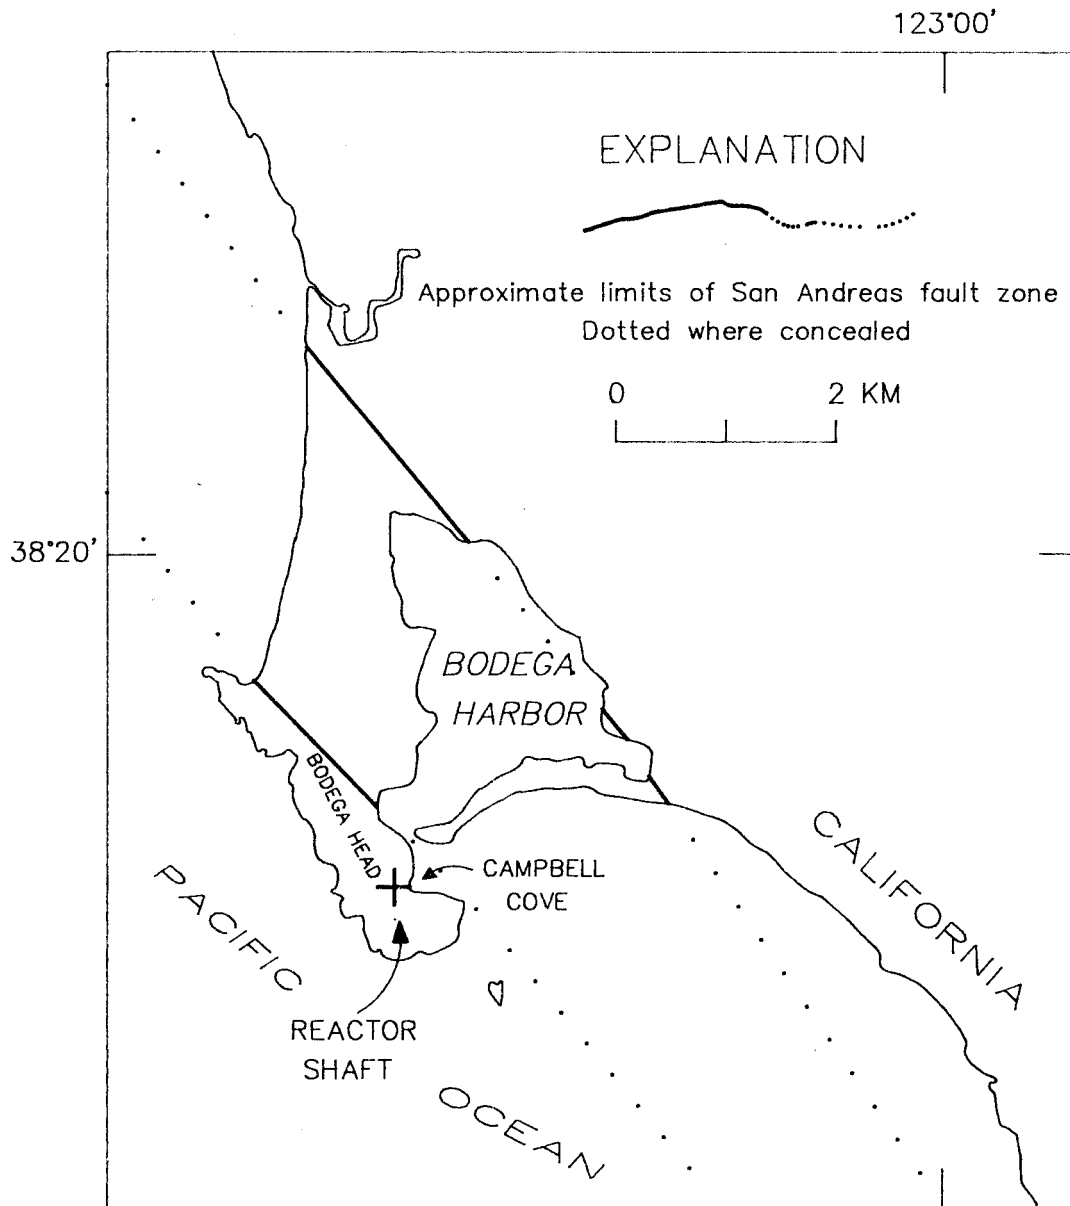 123°00'
EXPLANATION
Approximate limits of San Andreas fault zone
Dotted where concealed
0 2 KM
38°20'
BODEGA
HARBOR
BODEGA HEAD
CAMPBELL
COVE
CALIFORNIA
PACIFIC
REACTOR
SHAFT
OCEAN